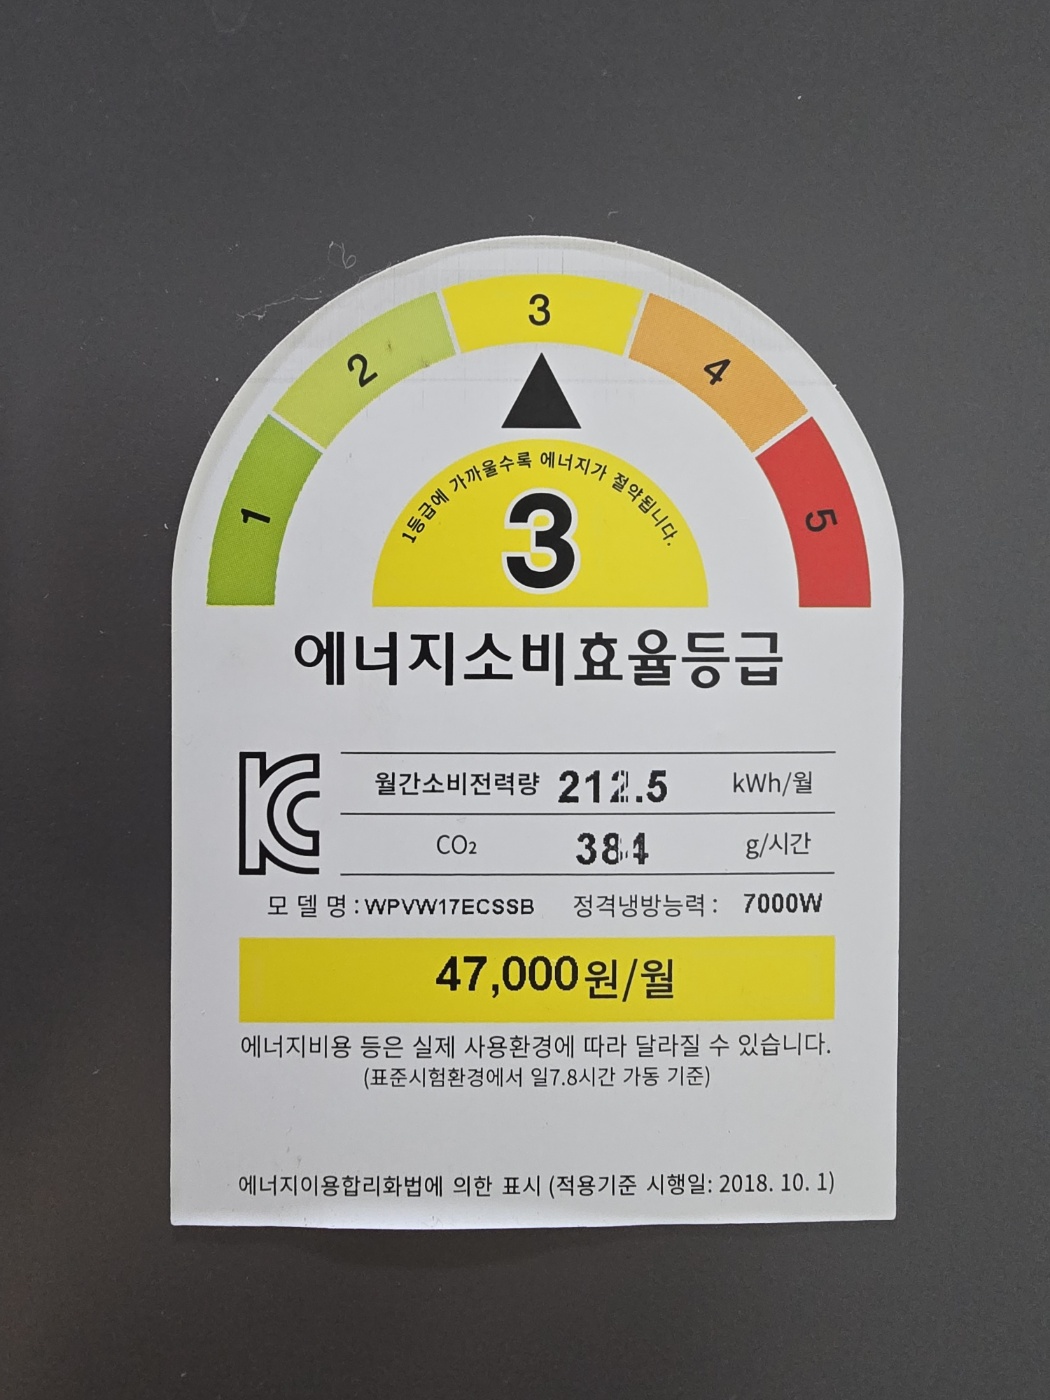 1 2 3 4 5
1등급에 가까울수록 에너지가 절약됩니다.
3
에너지소비효율등급
KC
월간소비전력량 212.5 kWh/월
CO₂ 384 g/시간
모 델 명 : WPVW17ECSSB 정격냉방능력 : 7000W
47,000원/월
에너지비용 등은 실제 사용환경에 따라 달라질 수 있습니다.
(표준시험환경에서 일7.8시간 가동 기준)
에너지이용합리화법에 의한 표시 (적용기준 시행일: 2018. 10. 1)